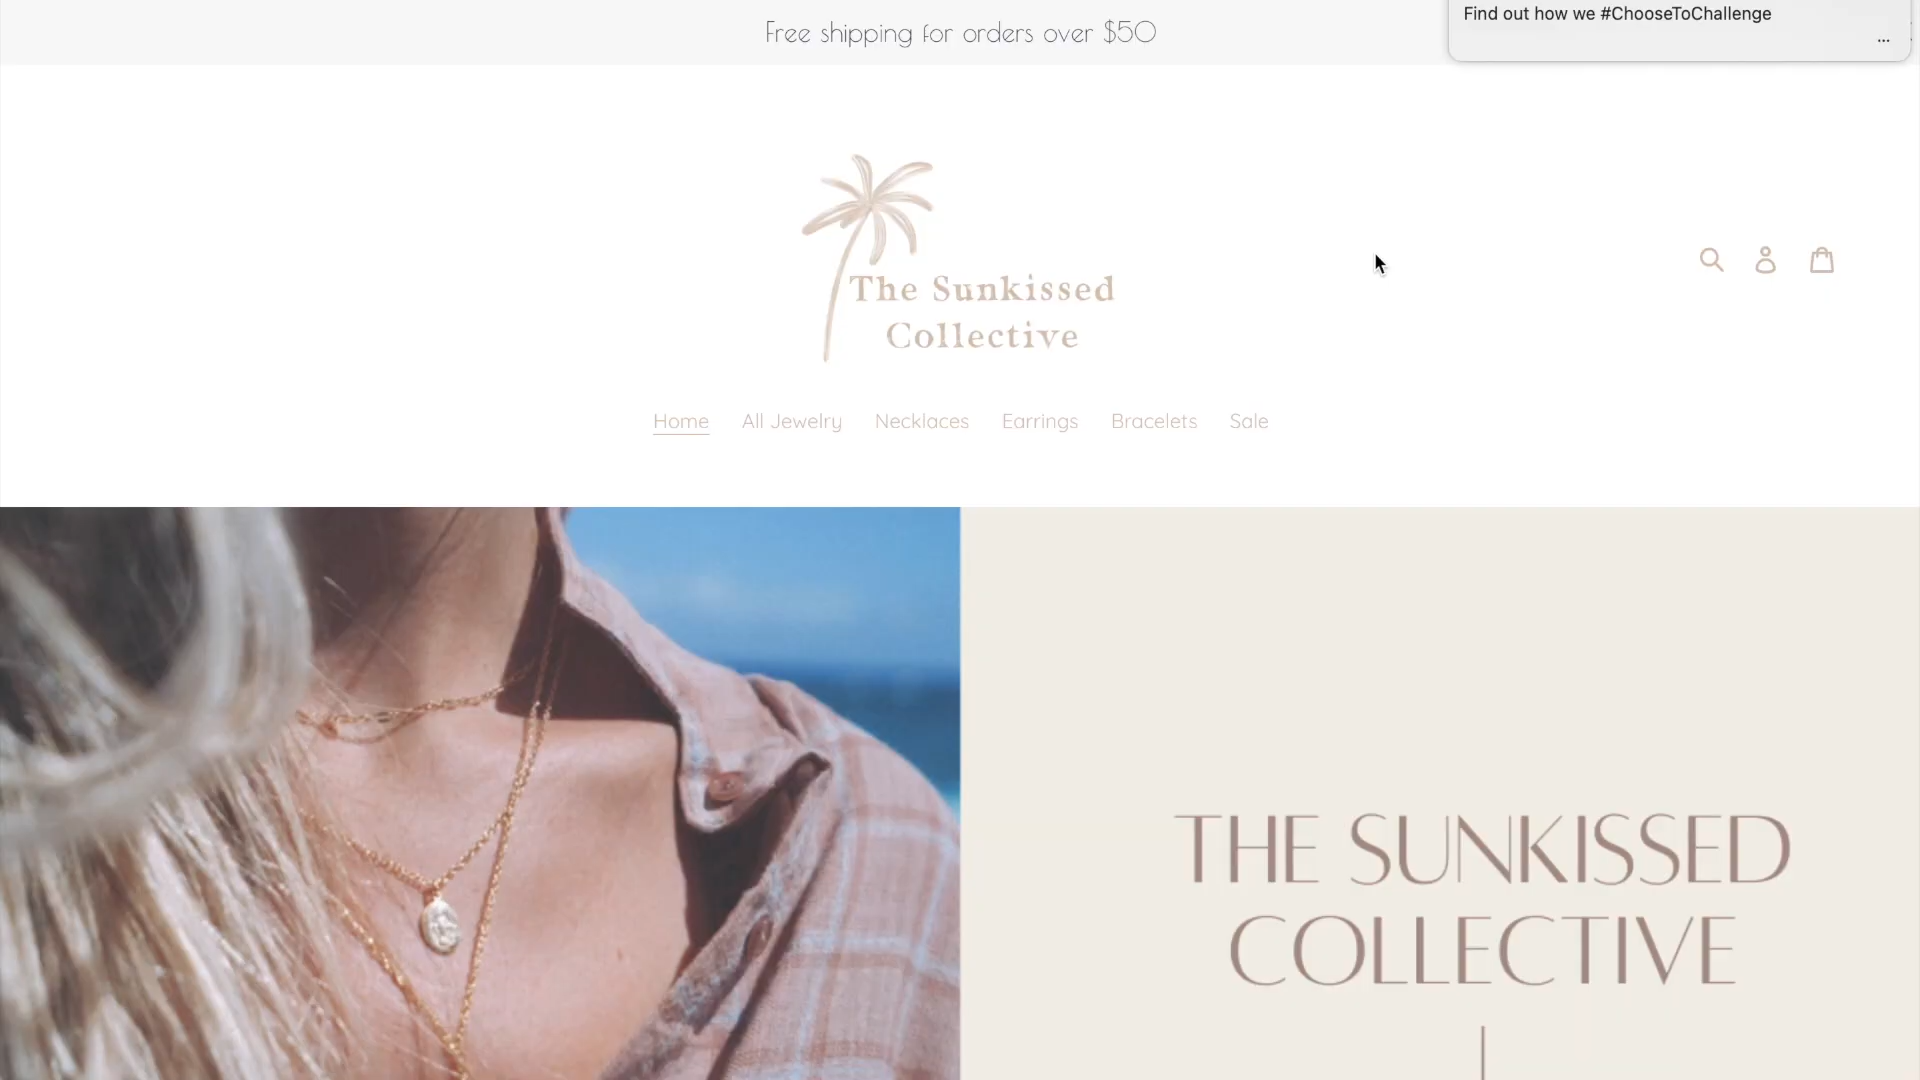 Free shipping for orders over $50
Find out how we #ChooseToChallenge
...
The Sunkissed
Collective
Home All Jewelry Necklaces Earrings Bracelets Sale
THE SUNKISSED
COLLECTIVE